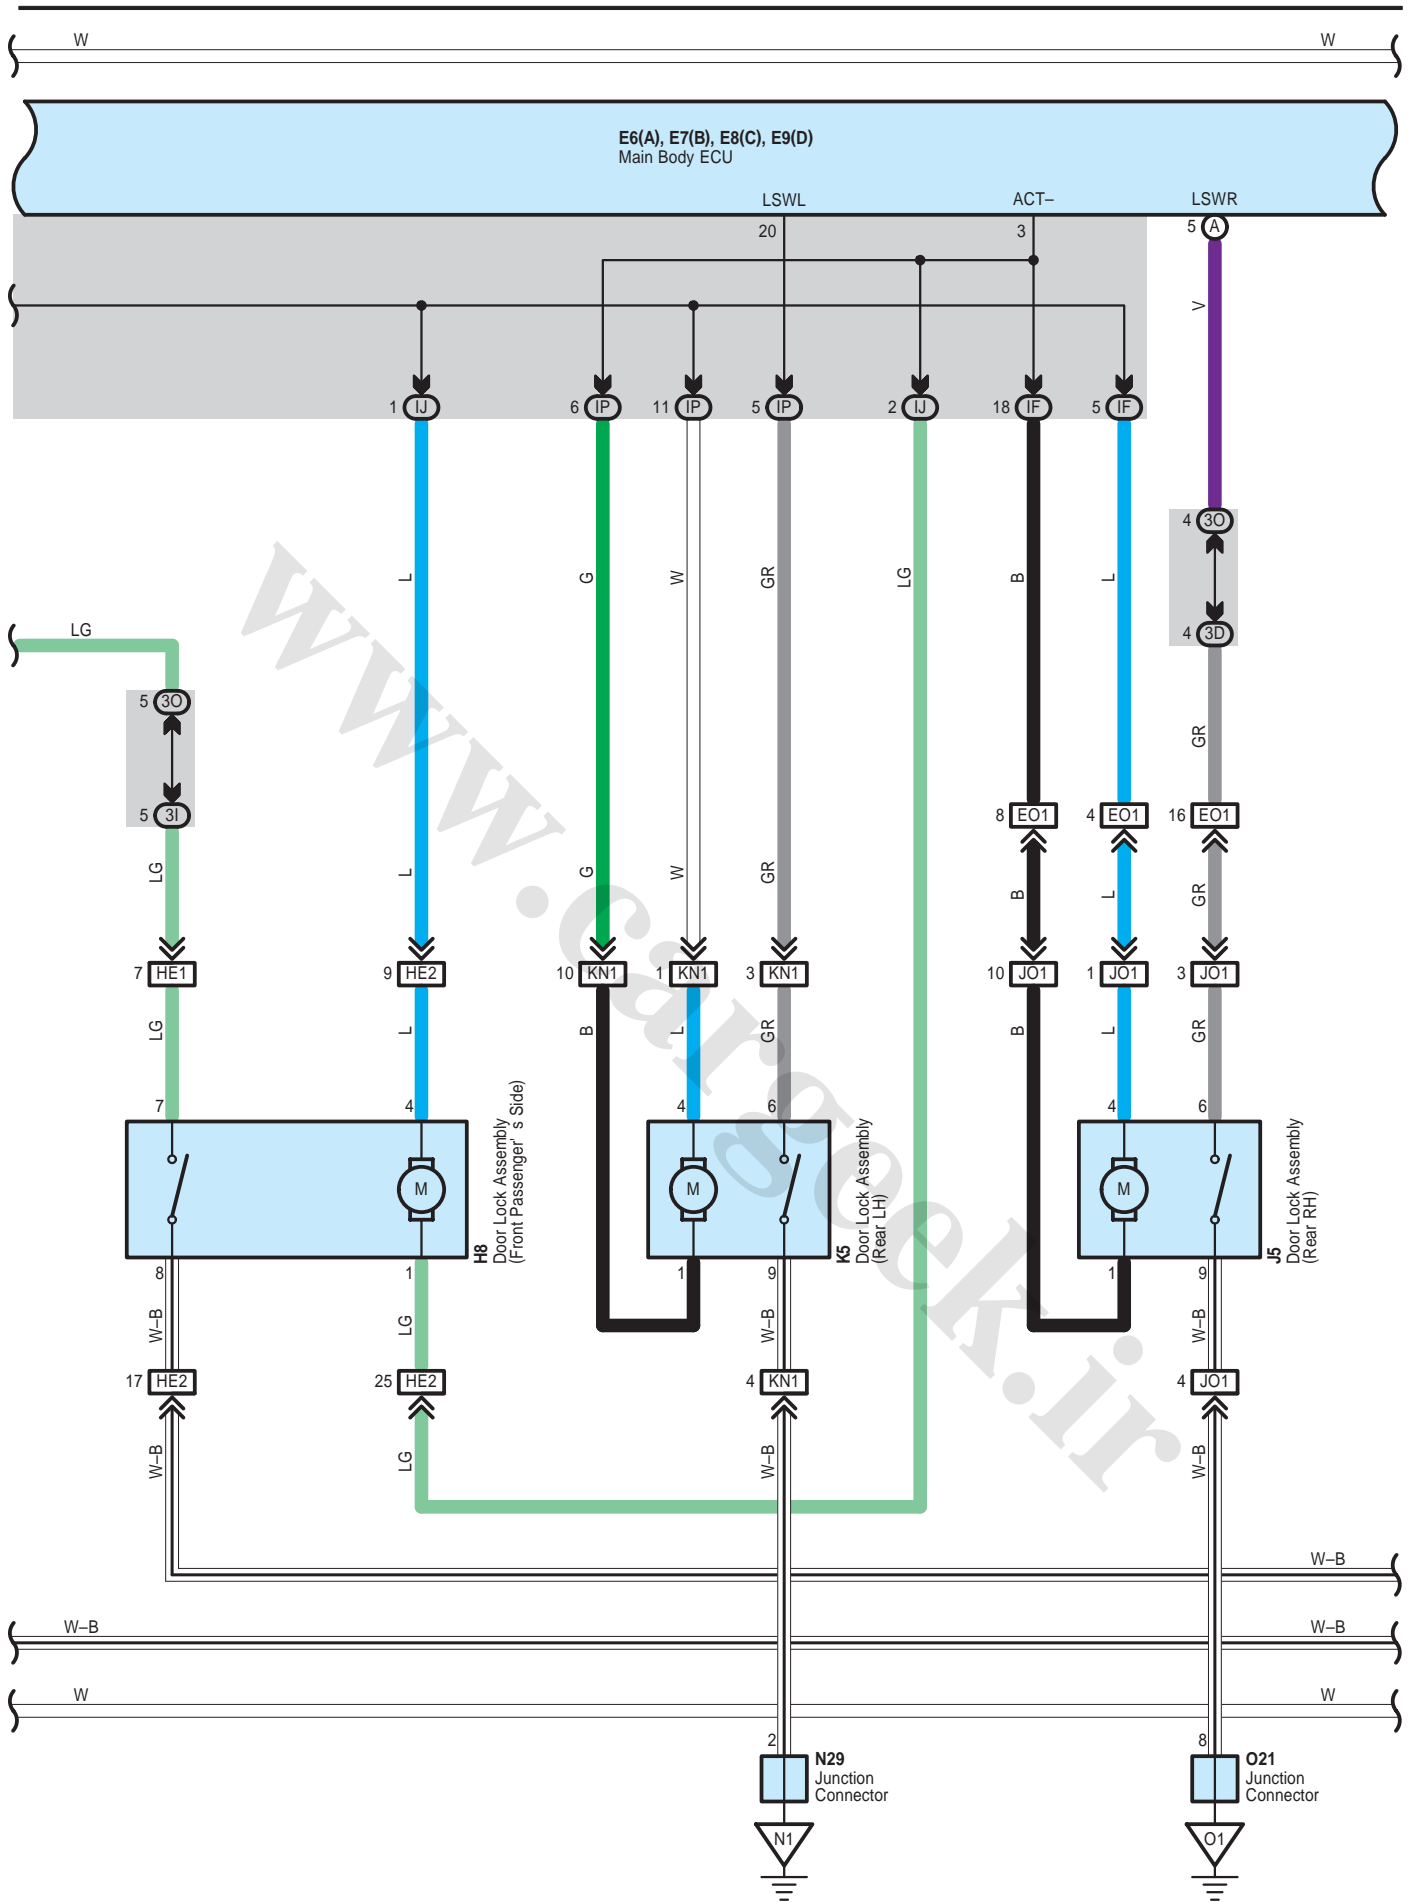 W W
E6(A), E7(B), E8(C), E9(D)
Main Body ECU
LSWL ACT– LSWR
20 3 5 A
V
1 IJ 6 IP 11 IP 5 IP 2 IJ 18 IF 5 IF
4 3O
L G W GR LG B L
LG
4 3D
5 3O
GR
5 3I
8 EO1 4 EO1 16 EO1
LG L G W GR B L GR
7 HE1 9 HE2 10 KN1 1 KN1 3 KN1 10 JO1 1 JO1 3 JO1
LG L B L GR B L GR
7 4 4 6 4 6
M M M
H8
Door Lock Assembly
(Front Passenger' s Side)
K5
Door Lock Assembly
(Rear LH)
J5
Door Lock Assembly
(Rear RH)
8 1 1 9 1 9
W–B LG W–B W–B
17 HE2 25 HE2 4 KN1 4 JO1
W–B LG W–B W–B
W–B
W–B W–B
W W
2 8
N29
Junction
Connector
O21
Junction
Connector
N1 O1
www.cargeek.ir